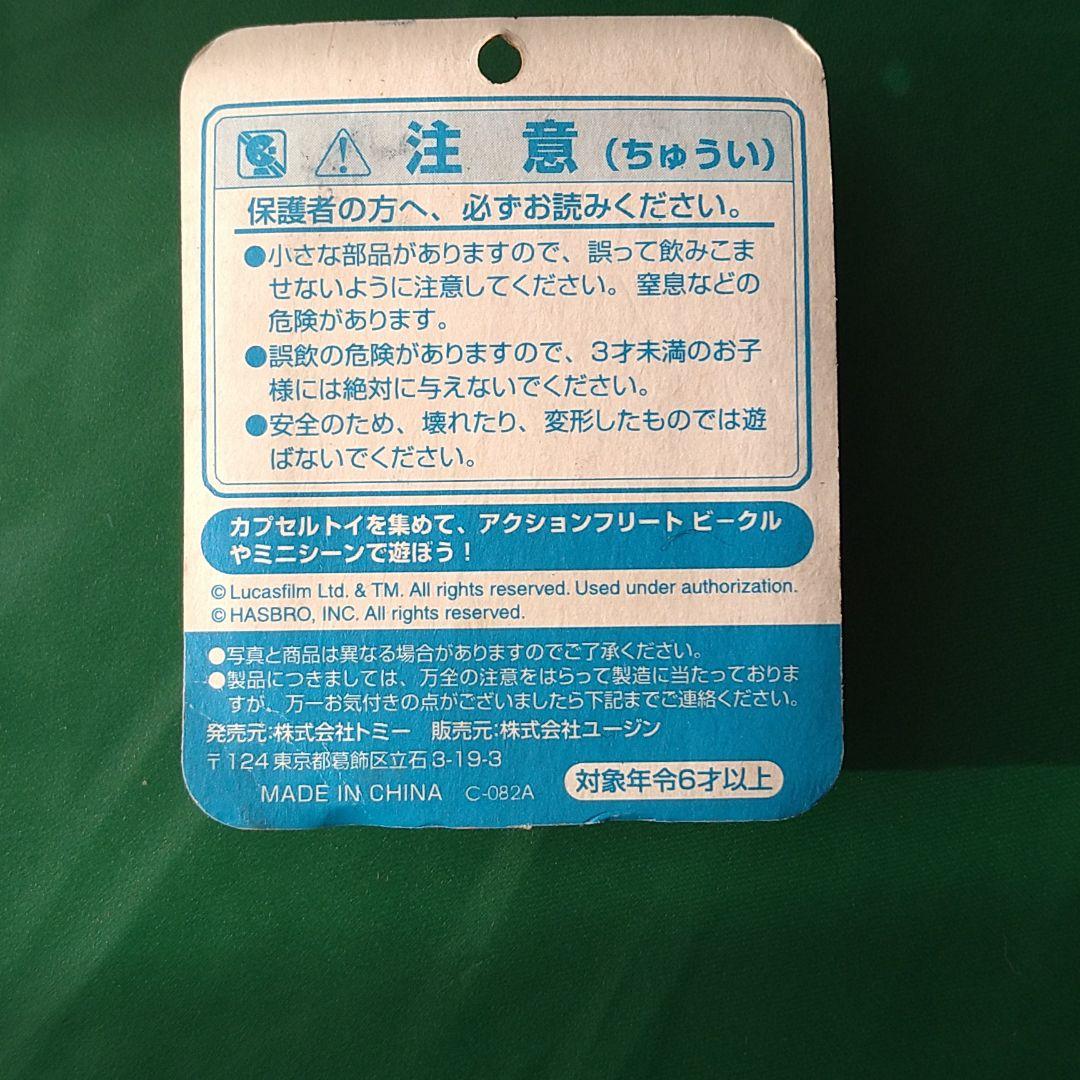 注 意 (ちゅうい)
保護者の方へ、必ずお読みください。
●小さな部品がありますので、誤って飲みこま
せないように注意してください。窒息などの
危険があります。
●誤飲の危険がありますので、3才未満のお子
様には絶対に与えないでください。
●安全のため、壊れたり、変形したものでは遊
ばないでください。
カプセルトイを集めて、アクションフリート ビークル
やミニシーンで遊ぼう!
© Lucasfilm Ltd. & TM. All rights reserved. Used under authorization.
© HASBRO, INC. All rights reserved.
●写真と商品は異なる場合がありますのでご了承ください。
●製品につきましては、万全の注意をはらって製造に当たっておりま
すが、万一お気付きの点がございましたら下記までご連絡ください。
発売元:株式会社トミー 販売元:株式会社ユージン
〒124 東京都葛飾区立石3-19-3
MADE IN CHINA C-082A
対象年令6才以上